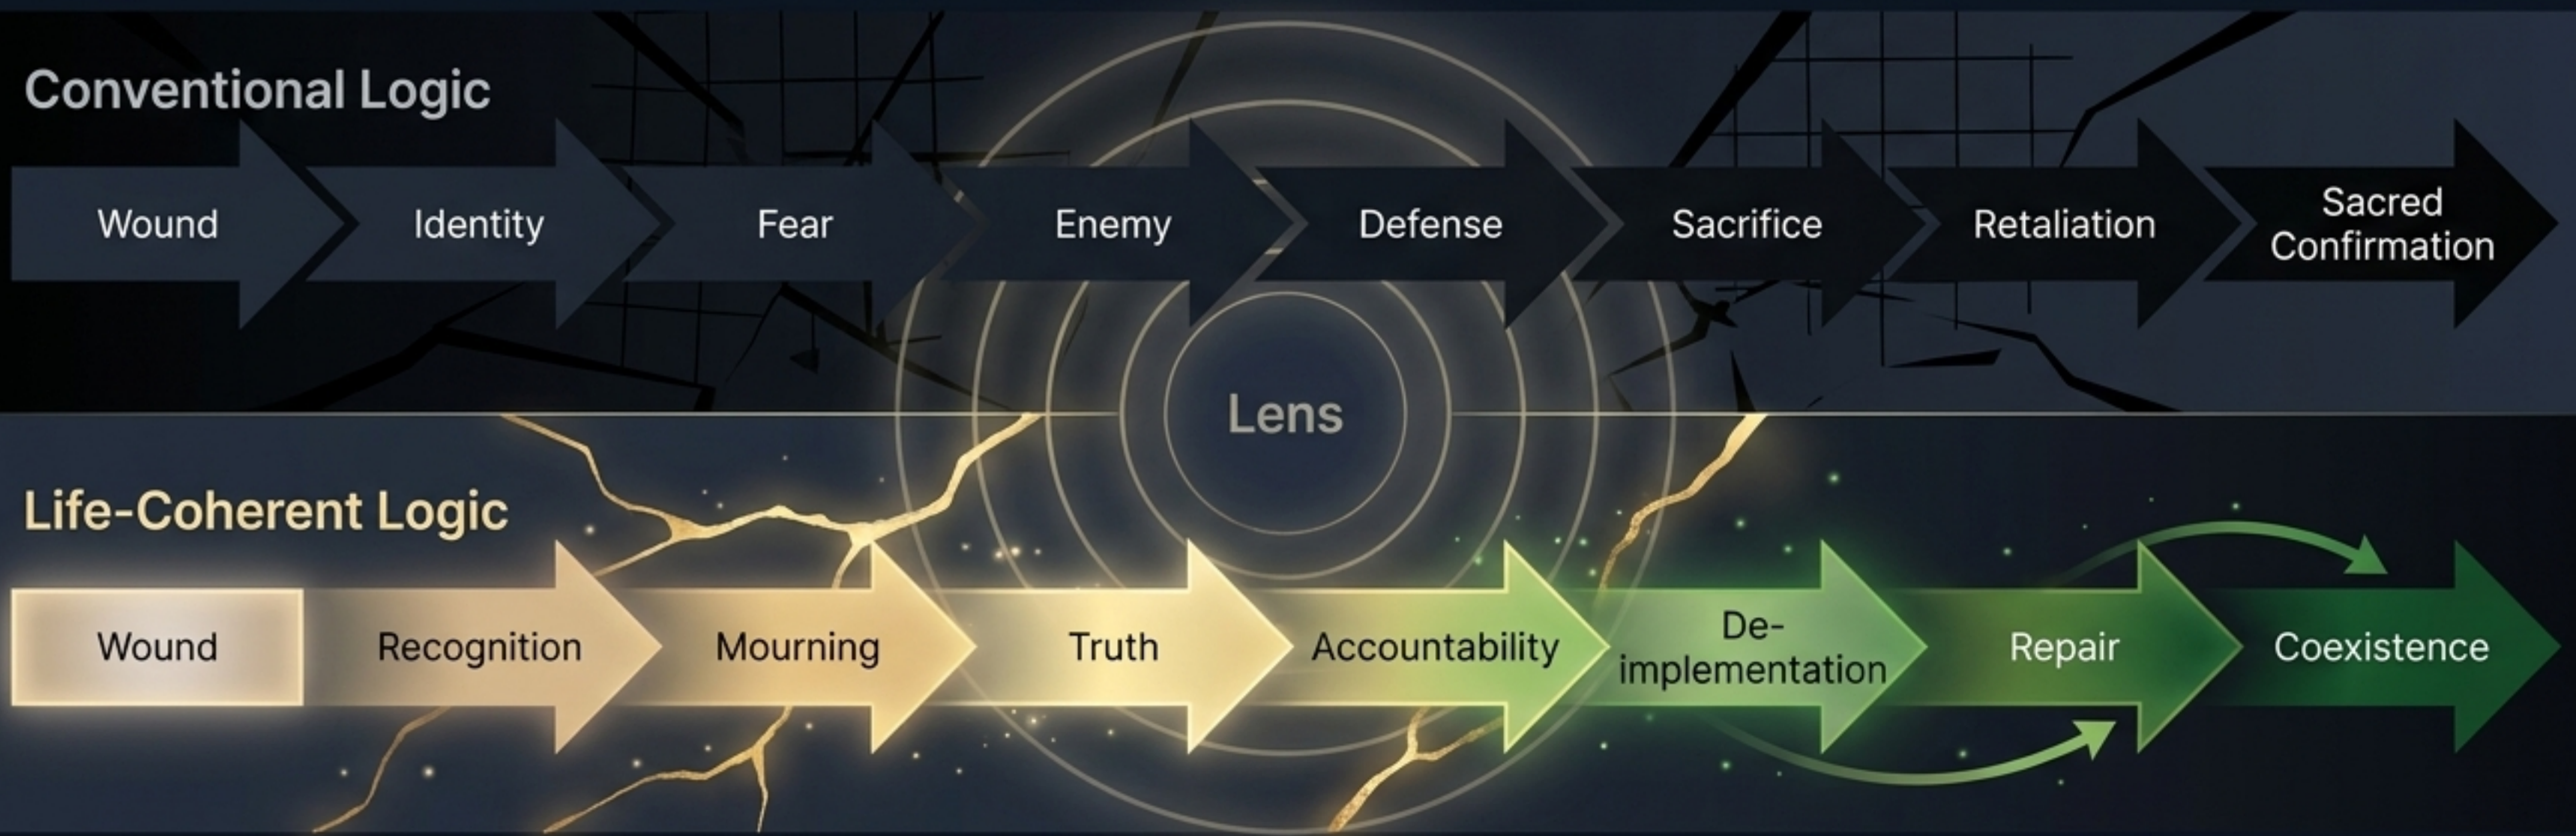 Conventional Logic
Wound
Identity
Fear
Enemy
Defense
Sacrifice
Retaliation
Sacred
Confirmation
Lens
Life-Coherent Logic
Wound
Recognition
Mourning
Truth
Accountability
De-
implementation
Repair
Coexistence